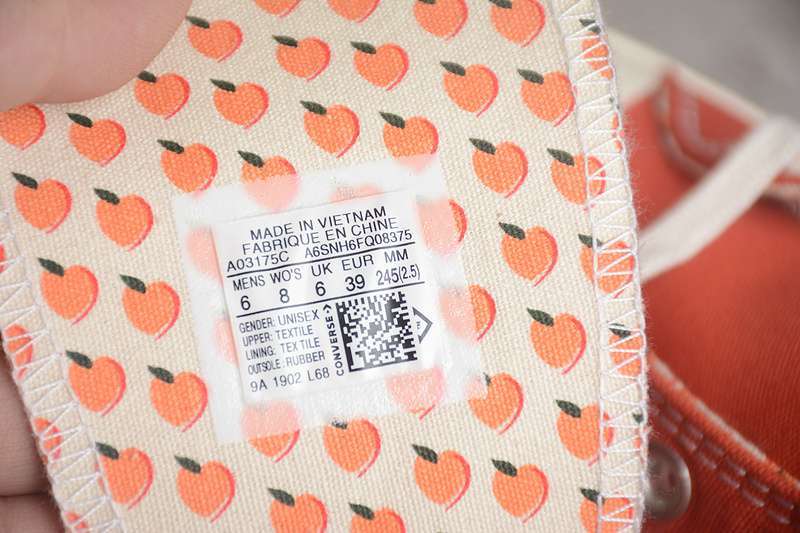 MADE IN VIETNAM
FABRIQUE EN CHINE
A03175C A6SNH6FQ08375
MENS WO'S UK EUR MM
6 8 6 39 245(2.5)
GENDER: UNISEX
UPPER: TEXTILE
LINING: TEXTILE
OUTSOLE: RUBBER
9A 1902 L68
CONVERSE
TM